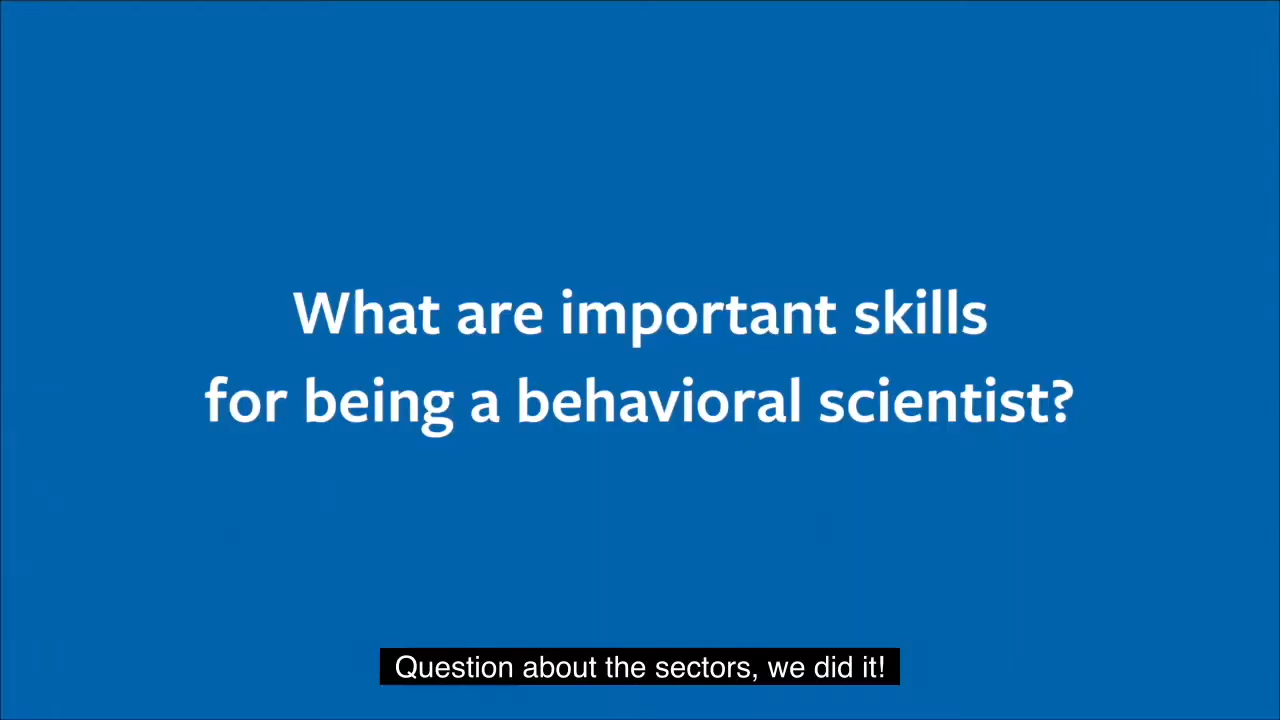 What are important skills
for being a behavioral scientist?
Question about the sectors, we did it!